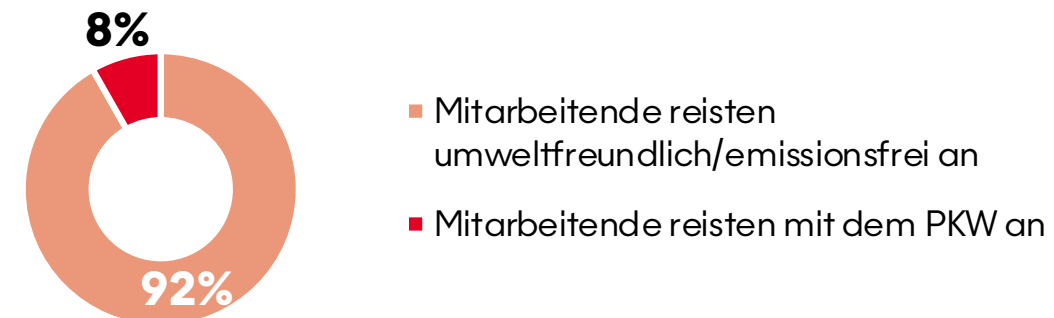 8%
Mitarbeitende reisten
umweltfreundlich/emissionsfrei an
Mitarbeitende reisten mit dem PKW an
92%